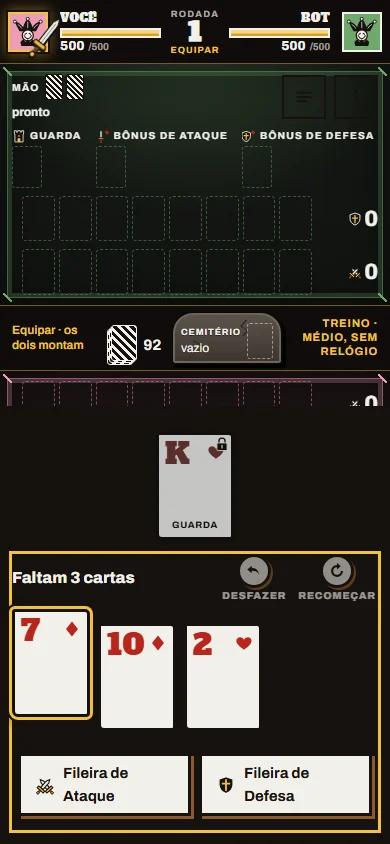 VOCÊ
500 /500
RODADA
1
EQUIPAR
BOT
500 /500
MÃO
pronto
GUARDA
BÔNUS DE ATAQUE
BÔNUS DE DEFESA
0
0
Equipar · os
dois montam
92
CEMITÉRIO
vazio
TREINO ·
MÉDIO, SEM
RELÓGIO
0
K
GUARDA
Faltam 3 cartas
DESFAZER
RECOMEÇAR
7
10
2
Fileira de
Ataque
Fileira de
Defesa